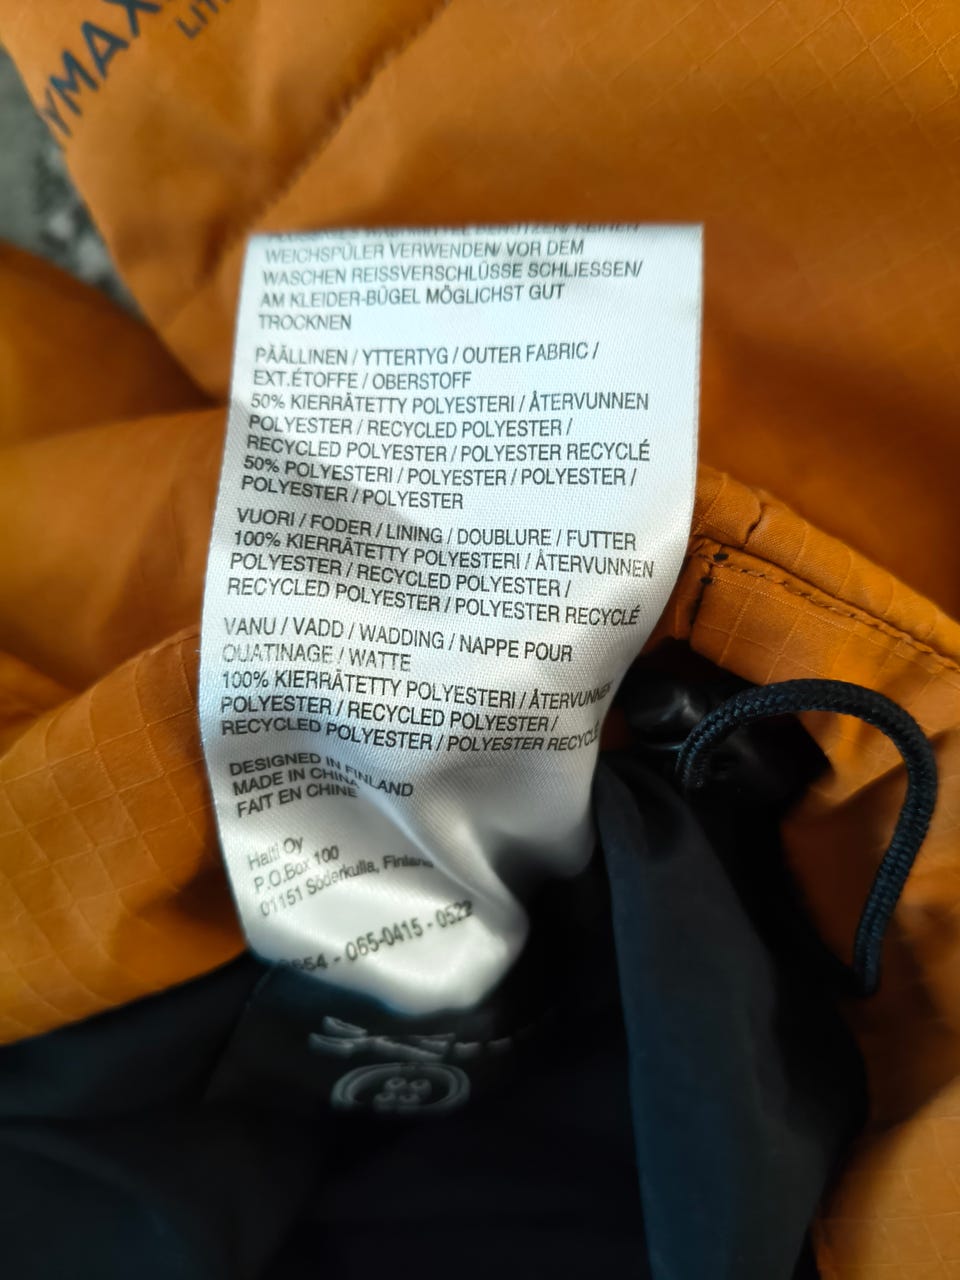 YMAX
LIT
WEICHSPÜLER VERWENDEN/ VOR DEM
WASCHEN REISSVERSCHLÜSSE SCHLIESSEN/
AM KLEIDER-BÜGEL MÖGLICHST GUT
TROCKNEN
PÄÄLLINEN / YTTERTYG / OUTER FABRIC /
EXT.ÉTOFFE / OBERSTOFF
50% KIERRÄTETTY POLYESTERI / ÅTERVUNNEN
POLYESTER / RECYCLED POLYESTER /
RECYCLED POLYESTER / POLYESTER RECYCLÉ
50% POLYESTERI / POLYESTER / POLYESTER /
POLYESTER / POLYESTER
VUORI / FODER / LINING / DOUBLURE / FUTTER
100% KIERRÄTETTY POLYESTERI / ÅTERVUNNEN
POLYESTER / RECYCLED POLYESTER /
RECYCLED POLYESTER / POLYESTER RECYCLÉ
VANU / VADD / WADDING / NAPPE POUR
OUATINAGE / WATTE
100% KIERRÄTETTY POLYESTERI / ÅTERVUNNEN
POLYESTER / RECYCLED POLYESTER /
RECYCLED POLYESTER / POLYESTER RECYCLÉ
DESIGNED IN FINLAND
MADE IN CHINA
FAIT EN CHINE
Halti Oy
P.O.Box 100
01151 Söderkulla, Finland
654 - 065-0415 - 0522